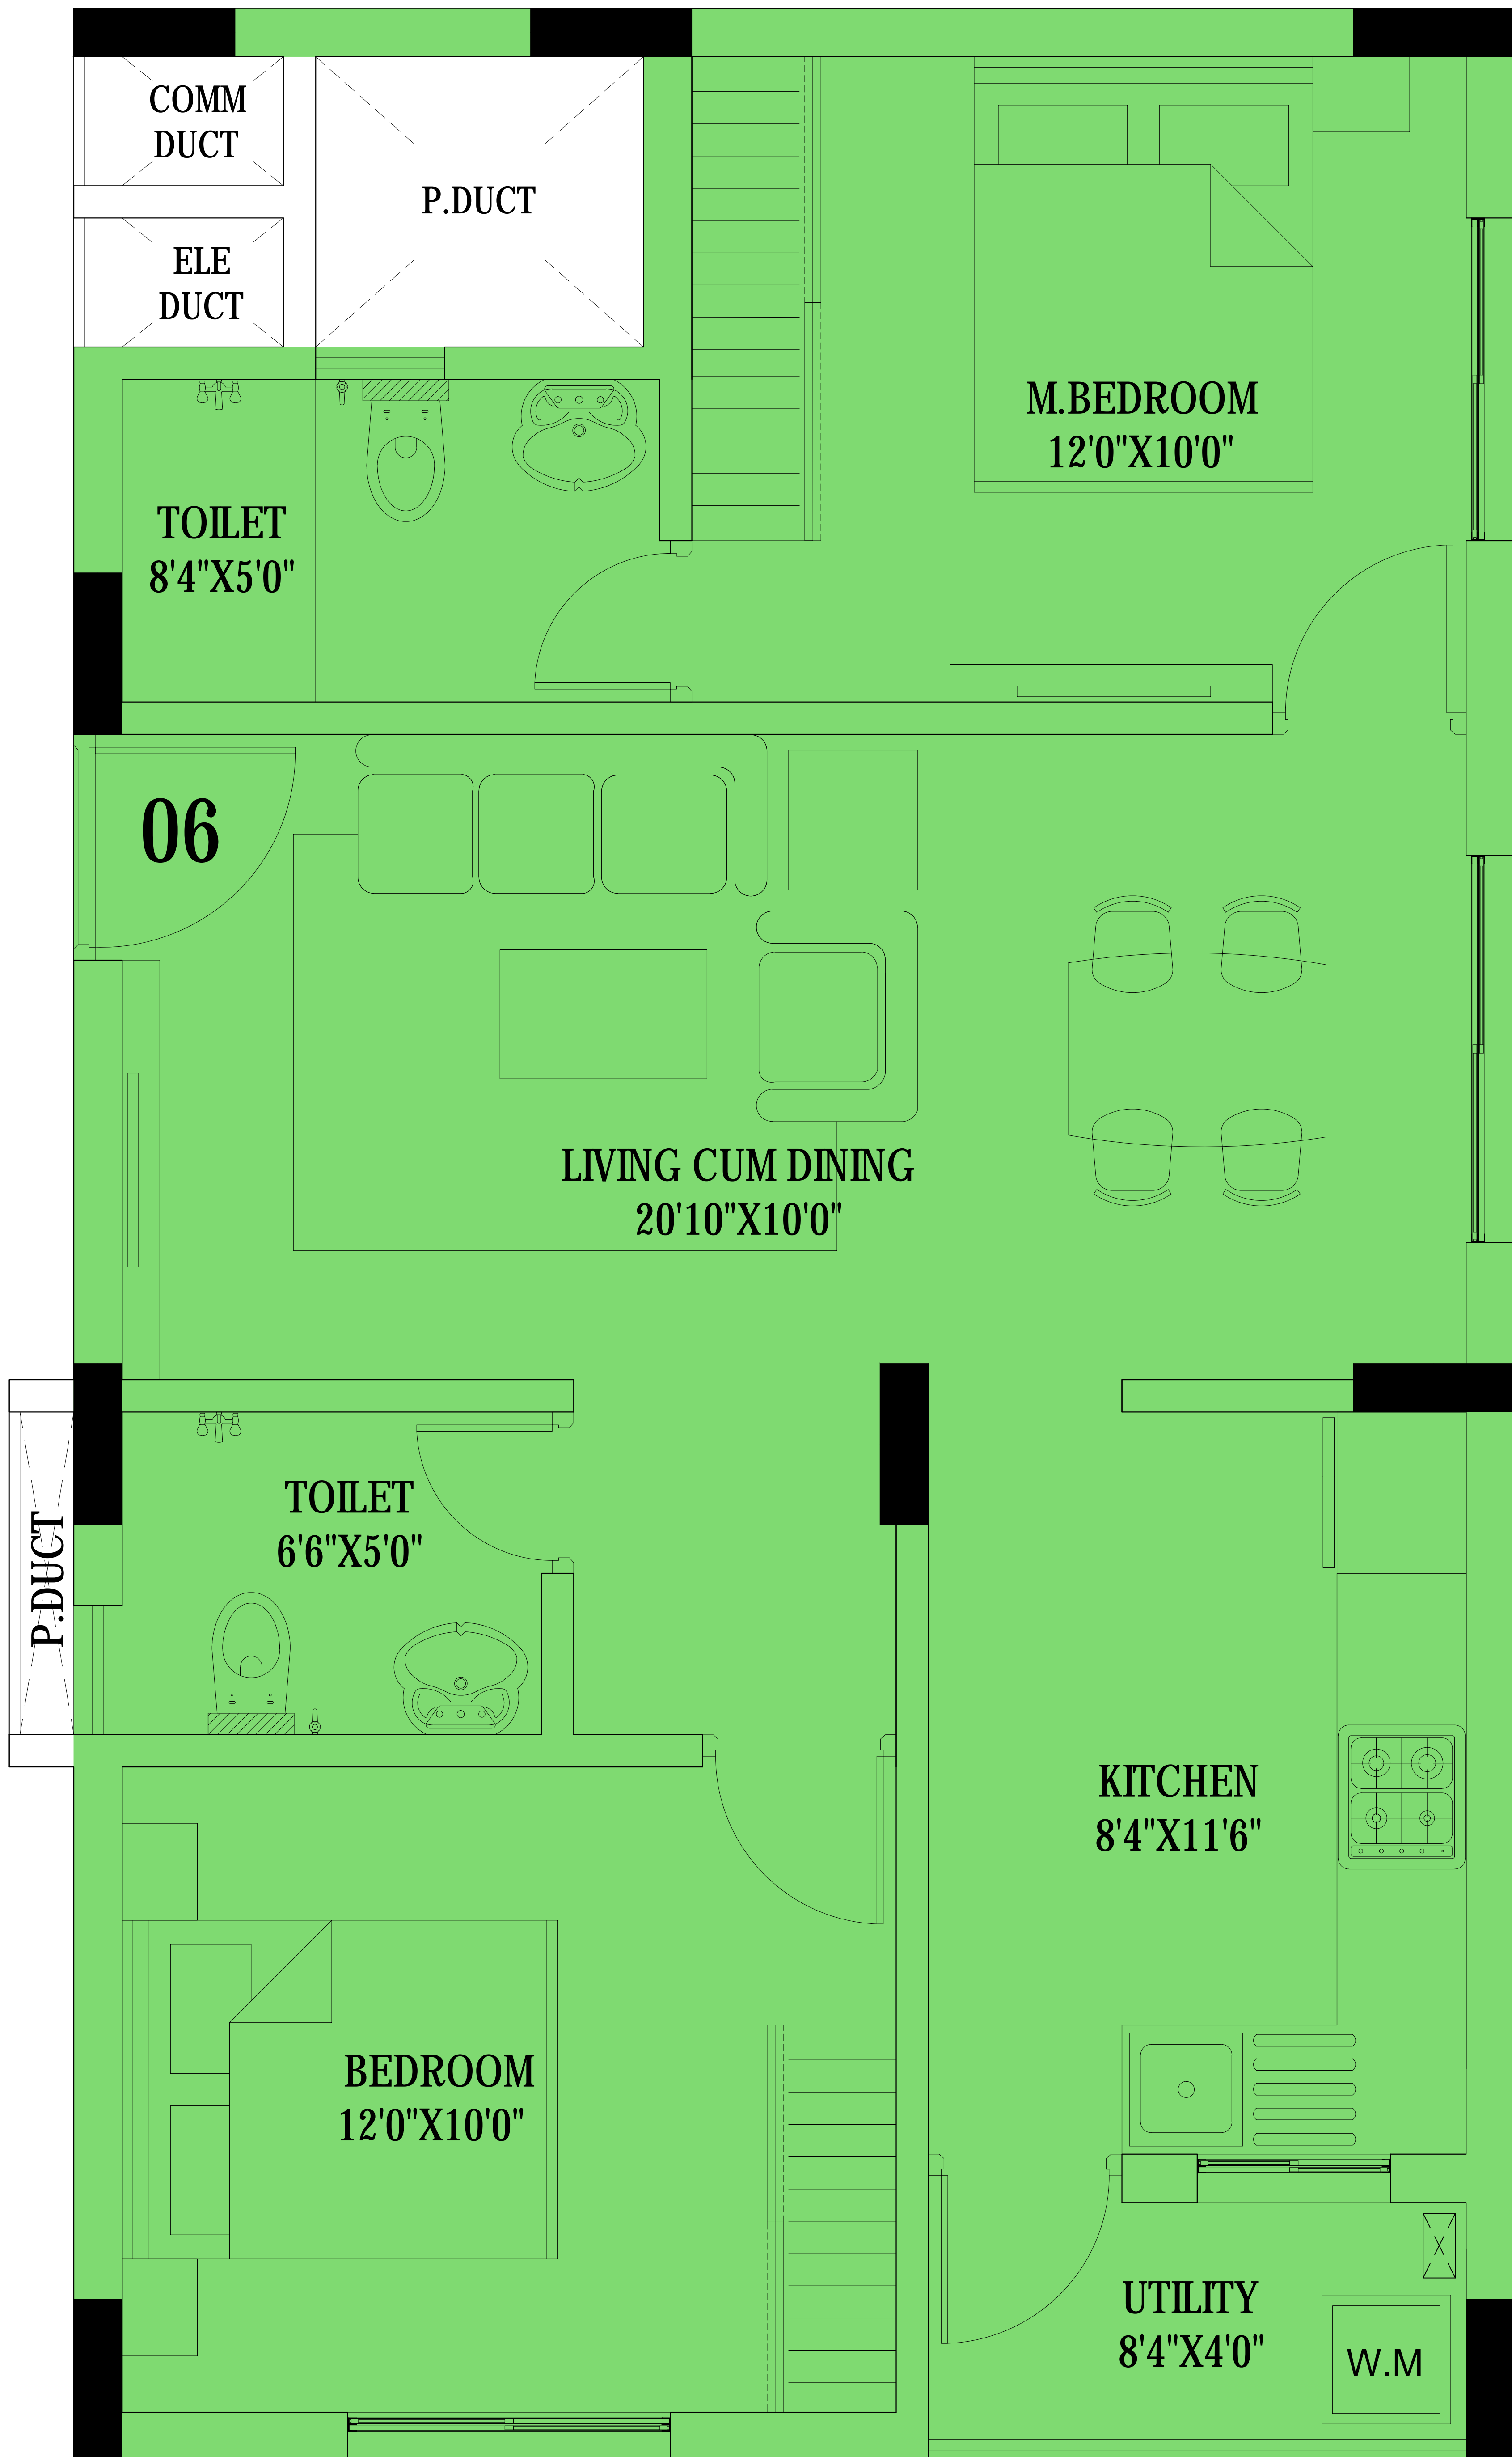 COMM
DUCT
P.DUCT
ELE
DUCT
M.BEDROOM
12'0"X10'0"
TOILET
8'4"X5'0"
06
LIVING CUM DINING
20'10"X10'0"
TOILET
6'6"X5'0"
P.DUCT
KITCHEN
8'4"X11'6"
BEDROOM
12'0"X10'0"
UTILITY
8'4"X4'0"
W.M